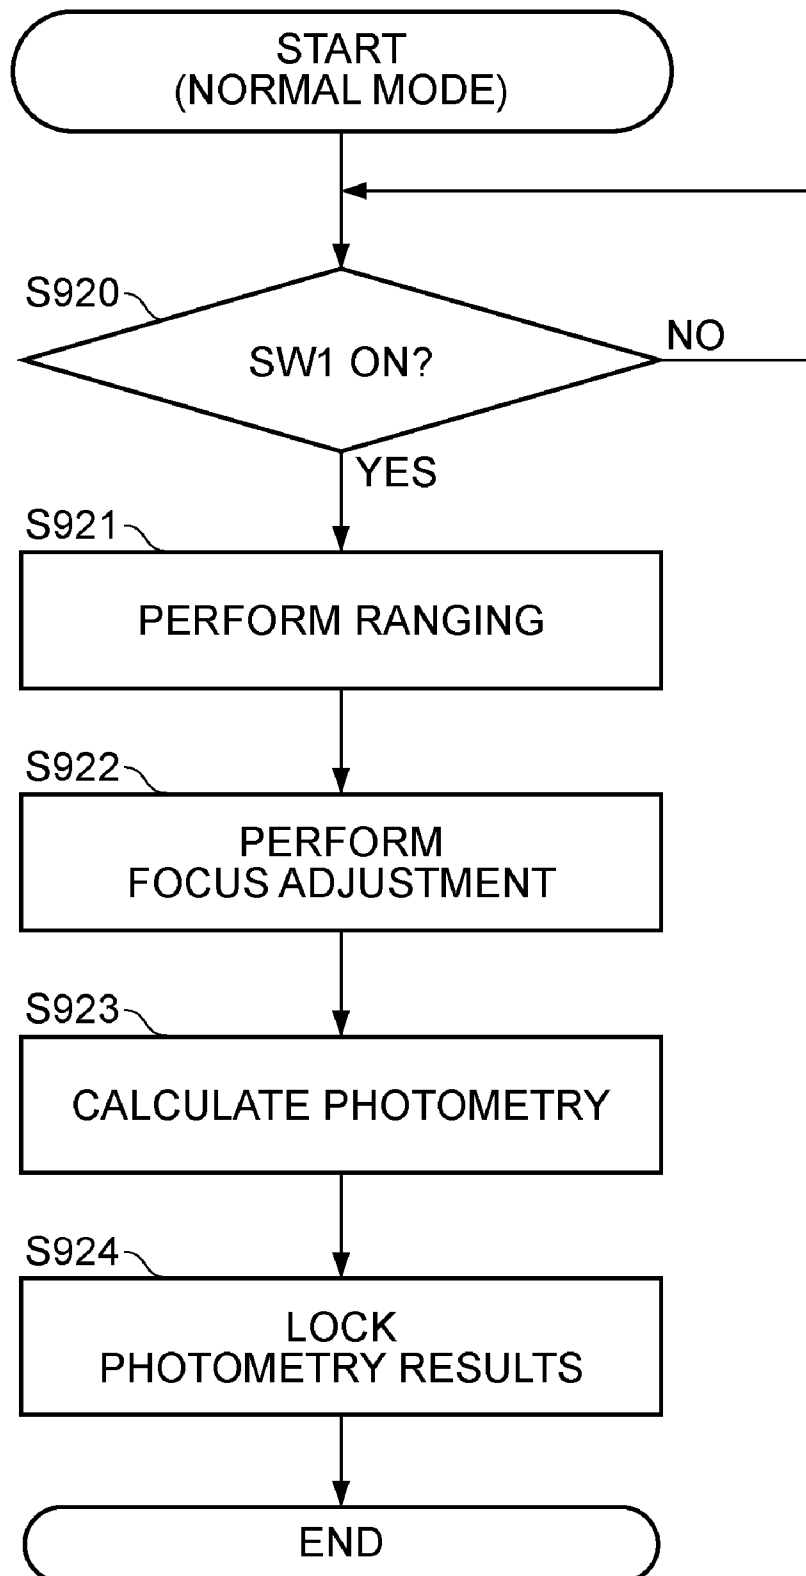 START
(NORMAL MODE)
S920
SW1 ON?
NO
YES
S921
PERFORM RANGING
S922
PERFORM
FOCUS ADJUSTMENT
S923
CALCULATE PHOTOMETRY
S924
LOCK
PHOTOMETRY RESULTS
END